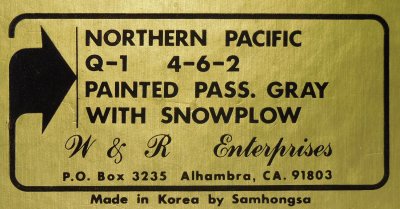 NORTHERN PACIFIC
Q-1 4-6-2
PAINTED PASS. GRAY
WITH SNOWPLOW
W & R Enterprises
P.O. Box 3235 Alhambra, CA. 91803
Made in Korea by Samhongsa